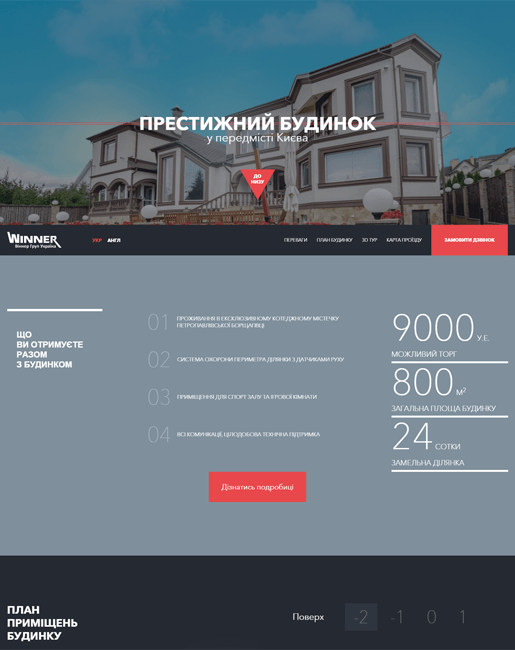 ПРЕСТИЖНИЙ БУДИНОК
у передмісті Києва
ДО
НИЗУ
WINNER
Віннер Груп Україна
УКР АНГЛ
ПЕРЕВАГИ ПЛАН БУДИНКУ 3D ТУР КАРТА ПРОЇЗДУ ЗАМОВИТИ ДЗВІНОК
ЩО
ВИ ОТРИМУЄТЕ
РАЗОМ
З БУДИНКОМ
01 ПРОЖИВАННЯ В ЕКСКЛЮЗИВНОМУ КОТЕДЖНОМУ МІСТЕЧКУ
ПЕТРОПАВЛІВСЬКОЇ БОРЩАГІВЦІ
02 СИСТЕМА ОХОРОНИ ПЕРИМЕТРА ДІЛЯНКИ З ДАТЧИКАМИ РУХУ
03 ПРИМІЩЕННЯ ДЛЯ СПОРТ ЗАЛУ ТА ІГРОВОЇ КІМНАТИ
04 ВСІ КОМУНІКАЦІЇ, ЦІЛОДОБОВА ТЕХНІЧНА ПІДТРИМКА
9000 У.Е.
МОЖЛИВИЙ ТОРГ
800 М²
ЗАГАЛЬНА ПЛОЩА БУДИНКУ
24 СОТКИ
ЗАМЕЛЬНА ДІЛЯНКА
Дізнатись подробиці
ПЛАН
ПРИМІЩЕНЬ
БУДИНКУ
Поверх -2 -1 0 1